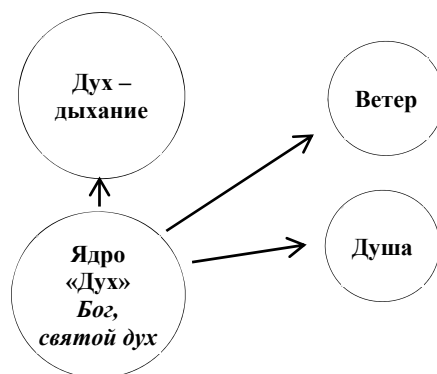 Дух –
дыхание
Ветер
Душа
Ядро
«Дух»
Бог,
святой дух